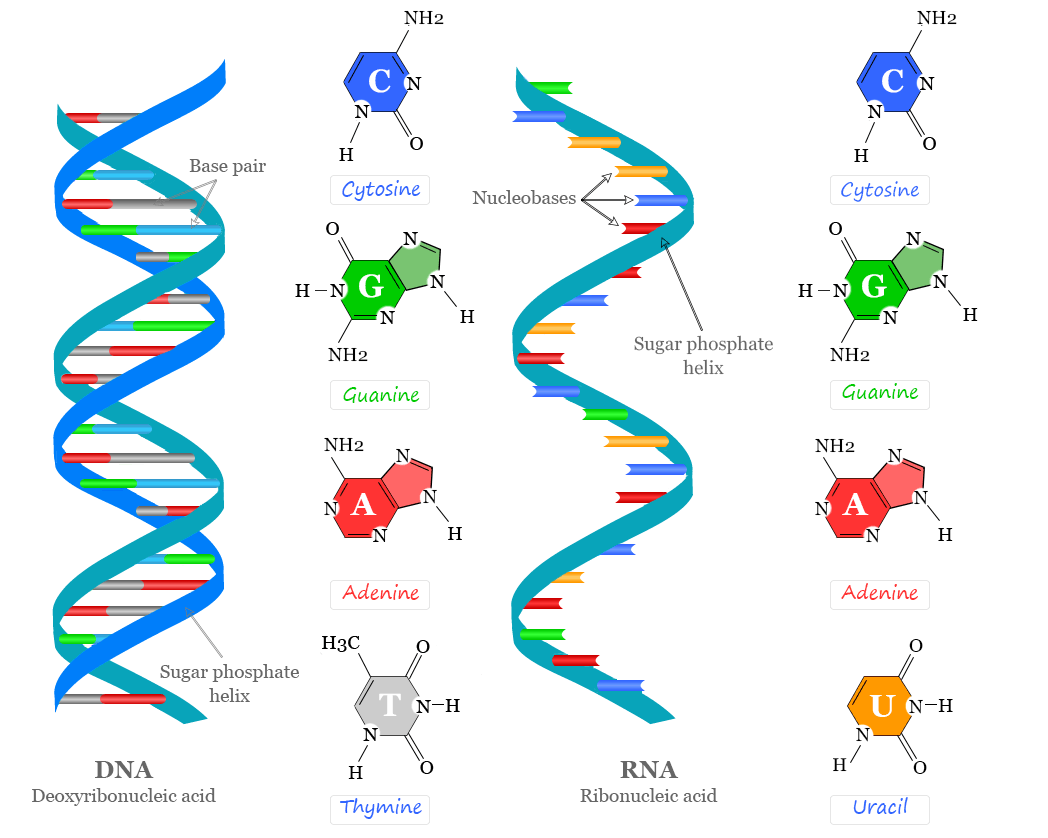 NH2
C
N
N
O
H
Cytosine
Base pair
O
N
G
H
N
N
N
H
NH2
Guanine
NH2
N
A
N
N
N
H
Adenine
H3C
O
T
N
H
N
H
O
Thymine
Sugar phosphate
helix
DNA
Deoxyribonucleic acid
NH2
C
N
N
O
H
Cytosine
Nucleobases
O
N
G
H
N
N
N
H
NH2
Guanine
Sugar phosphate
helix
NH2
N
A
N
N
N
H
Adenine
O
U
N
H
N
H
O
Uracil
RNA
Ribonucleic acid